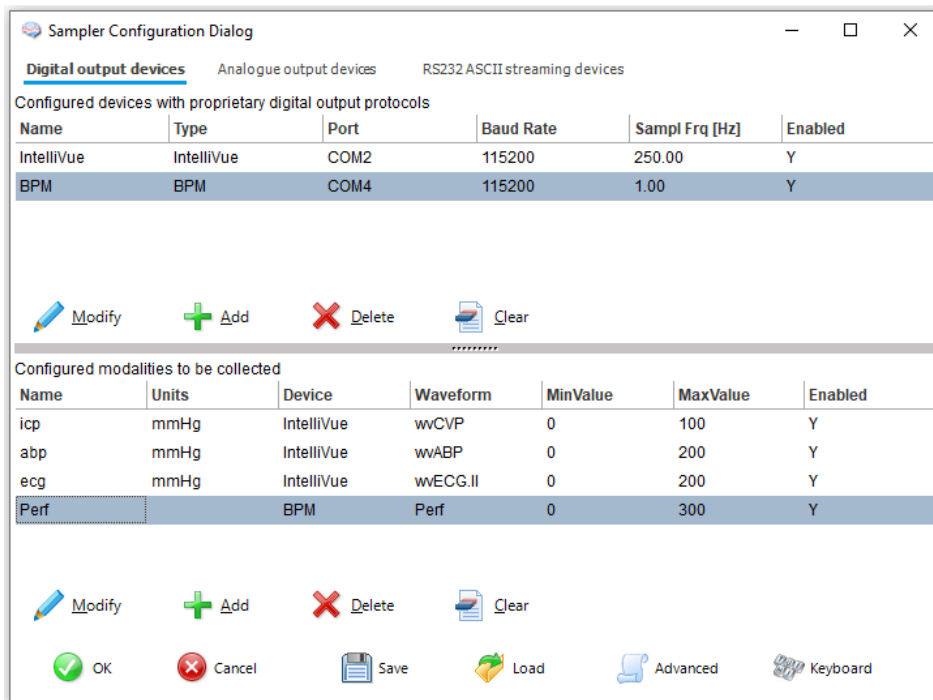 Sampler Configuration Dialog
Digital output devices Analogue output devices RS232 ASCII streaming devices
Configured devices with proprietary digital output protocols
Name Type Port Baud Rate Sampl Frq [Hz] Enabled
IntelliVue IntelliVue COM2 115200 250.00 Y
BPM BPM COM4 115200 1.00 Y
Modify Add Delete Clear
Configured modalities to be collected
Name Units Device Waveform MinValue MaxValue Enabled
icp mmHg IntelliVue wvCVP 0 100 Y
abp mmHg IntelliVue wvABP 0 200 Y
ecg mmHg IntelliVue wvECG.II 0 200 Y
Perf BPM Perf 0 300 Y
Modify Add Delete Clear
OK Cancel Save Load Advanced Keyboard